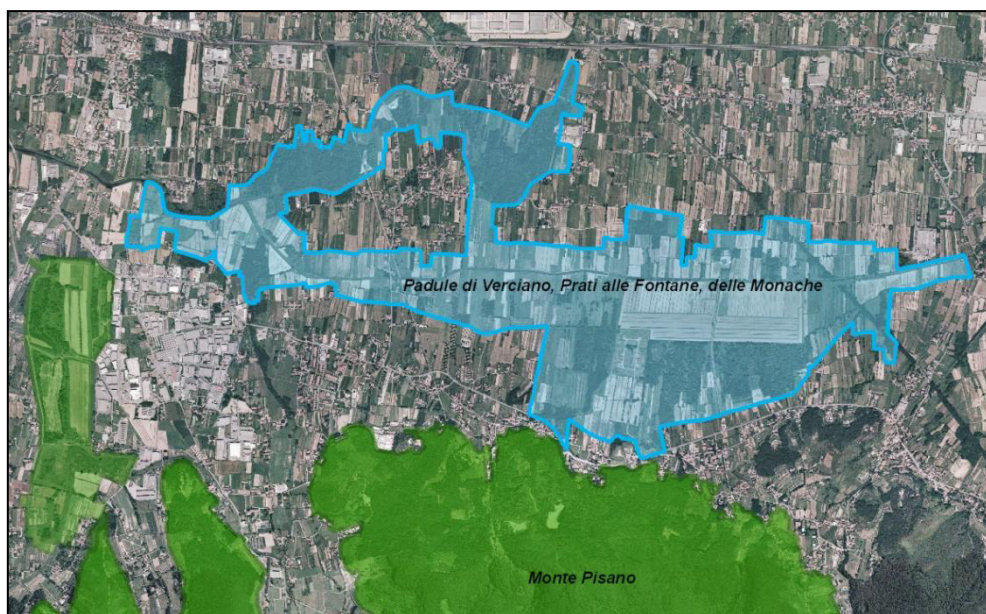 Padule di Verciano, Prati alle Fontane, delle Monache
Monte Pisano